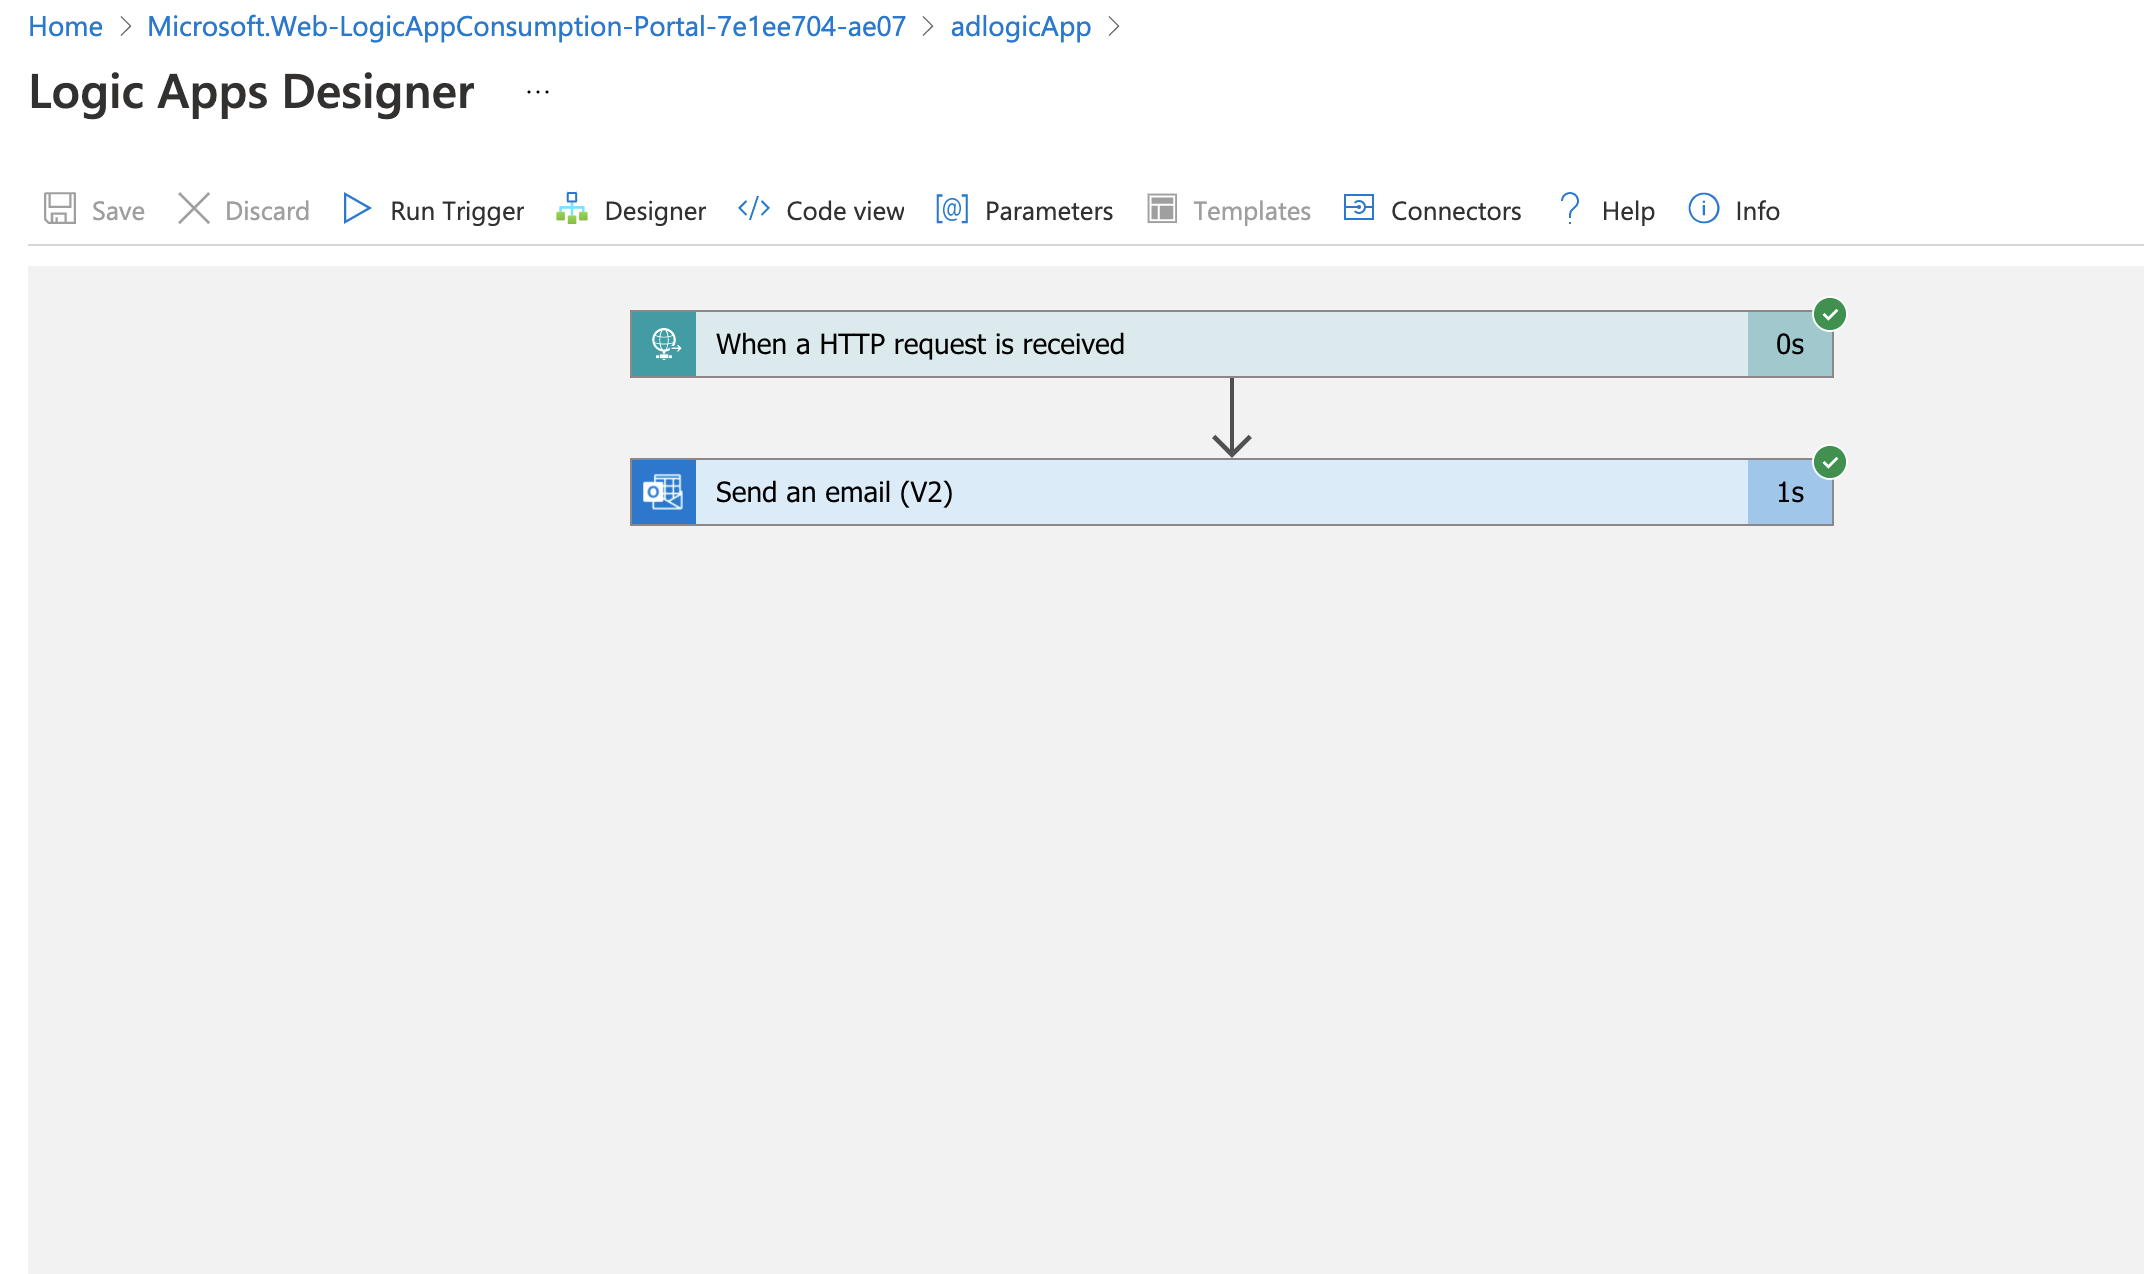 Home > Microsoft.Web-LogicAppConsumption-Portal-7e1ee704-ae07 > adlogicApp >
Logic Apps Designer ...
Save Discard Run Trigger Designer </> Code view [@] Parameters Templates Connectors ? Help i Info
When a HTTP request is received 0s
Send an email (V2) 1s